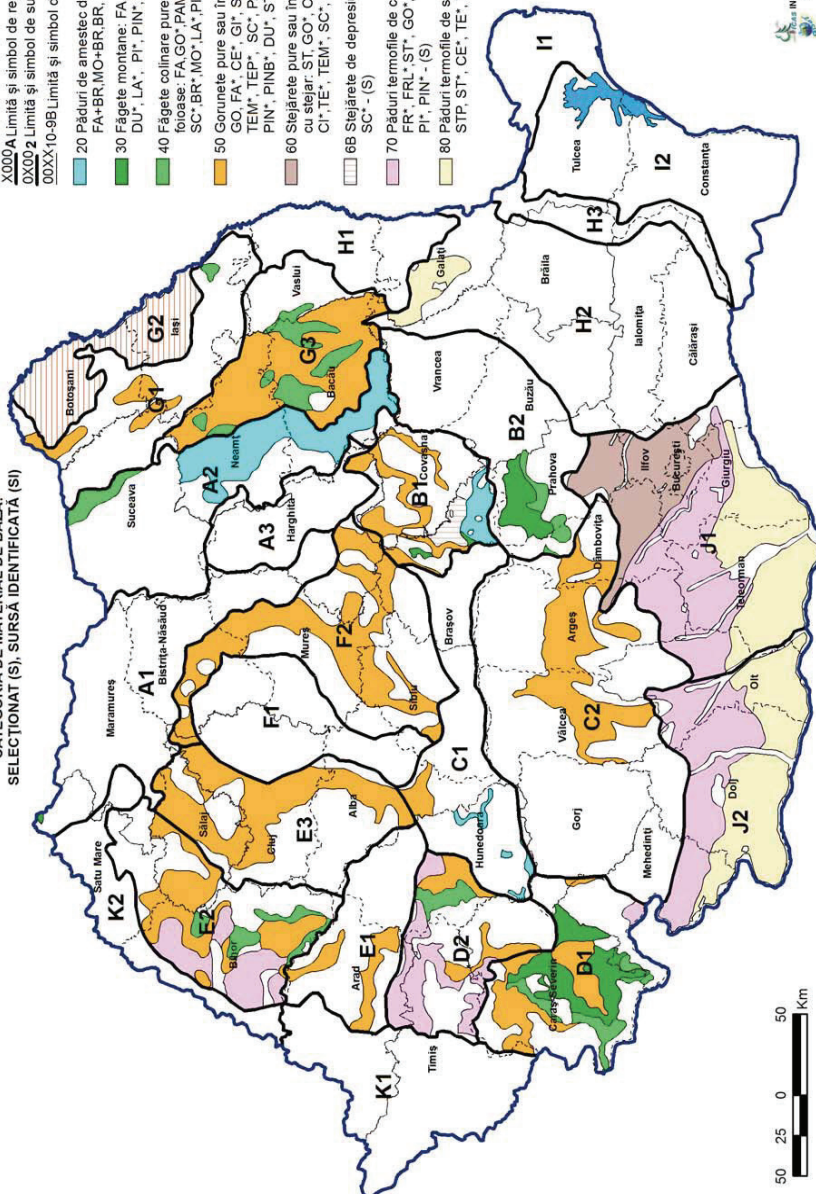 CATEGORIA DE MATERIAL DE BAZĂ:
SELECȚIONAT (S), SURSĂ IDENTIFICATĂ (SI)
X000A Limită și simbol de re
0X002 Limită și simbol de su
00XX10-9B Limită și simbol
20 Păduri de amestec d
FA+BR,MO+BR,BR,
30 Făgete montane: FA
DU*, LA*, PI*, PIN*,
40 Făgete colinare pure
foioase: FA,GO*,PAM
SC*,BR*,MO*,LA*,PI
50 Gorunete pure sau în
GO, FA*, CE*, GI*, S
TEM*, TEP*, SC*, P
PIN*, PINB*, DU*, ST
60 Stejărete pure sau în
cu stejar: ST, GO*, C
CI*,TE*, TEM*, SC*,
6B Stejărete de depresi
SC* - (S)
70 Păduri termofile de c
FR*, FRL*,ST*, GO*,
PI*, PIN* - (S)
80 Păduri termofile de s
STP, ST*, CE*, TE*,
Satu Mare
K2
Maramureș
A1
Bistrița-Năsăud
Suceava
Botoșani
G2
Iași
G1
Sălaj
Cluj
E2
Bihor
E3
Alba
F1
Mureș
F2
A2
Neamț
A3
Harghita
G3
Bacău
Vaslui
H1
K1
Timiș
Arad
E1
D2
Hunedoara
C1
Sibiu
Brașov
B1
Covasna
Vrancea
Galați
Caraș-Severin
D1
Gorj
Mehedinți
Vâlcea
C2
Argeș
Dâmbovița
Prahova
B2
Buzău
Brăila
H2
H3
Tulcea
I1
I2
Constanța
Ialomița
Călărași
Ilfov
București
Giurgiu
J1
Teleorman
Olt
Dolj
J2
50 25 0 50
Km
ICAS IN